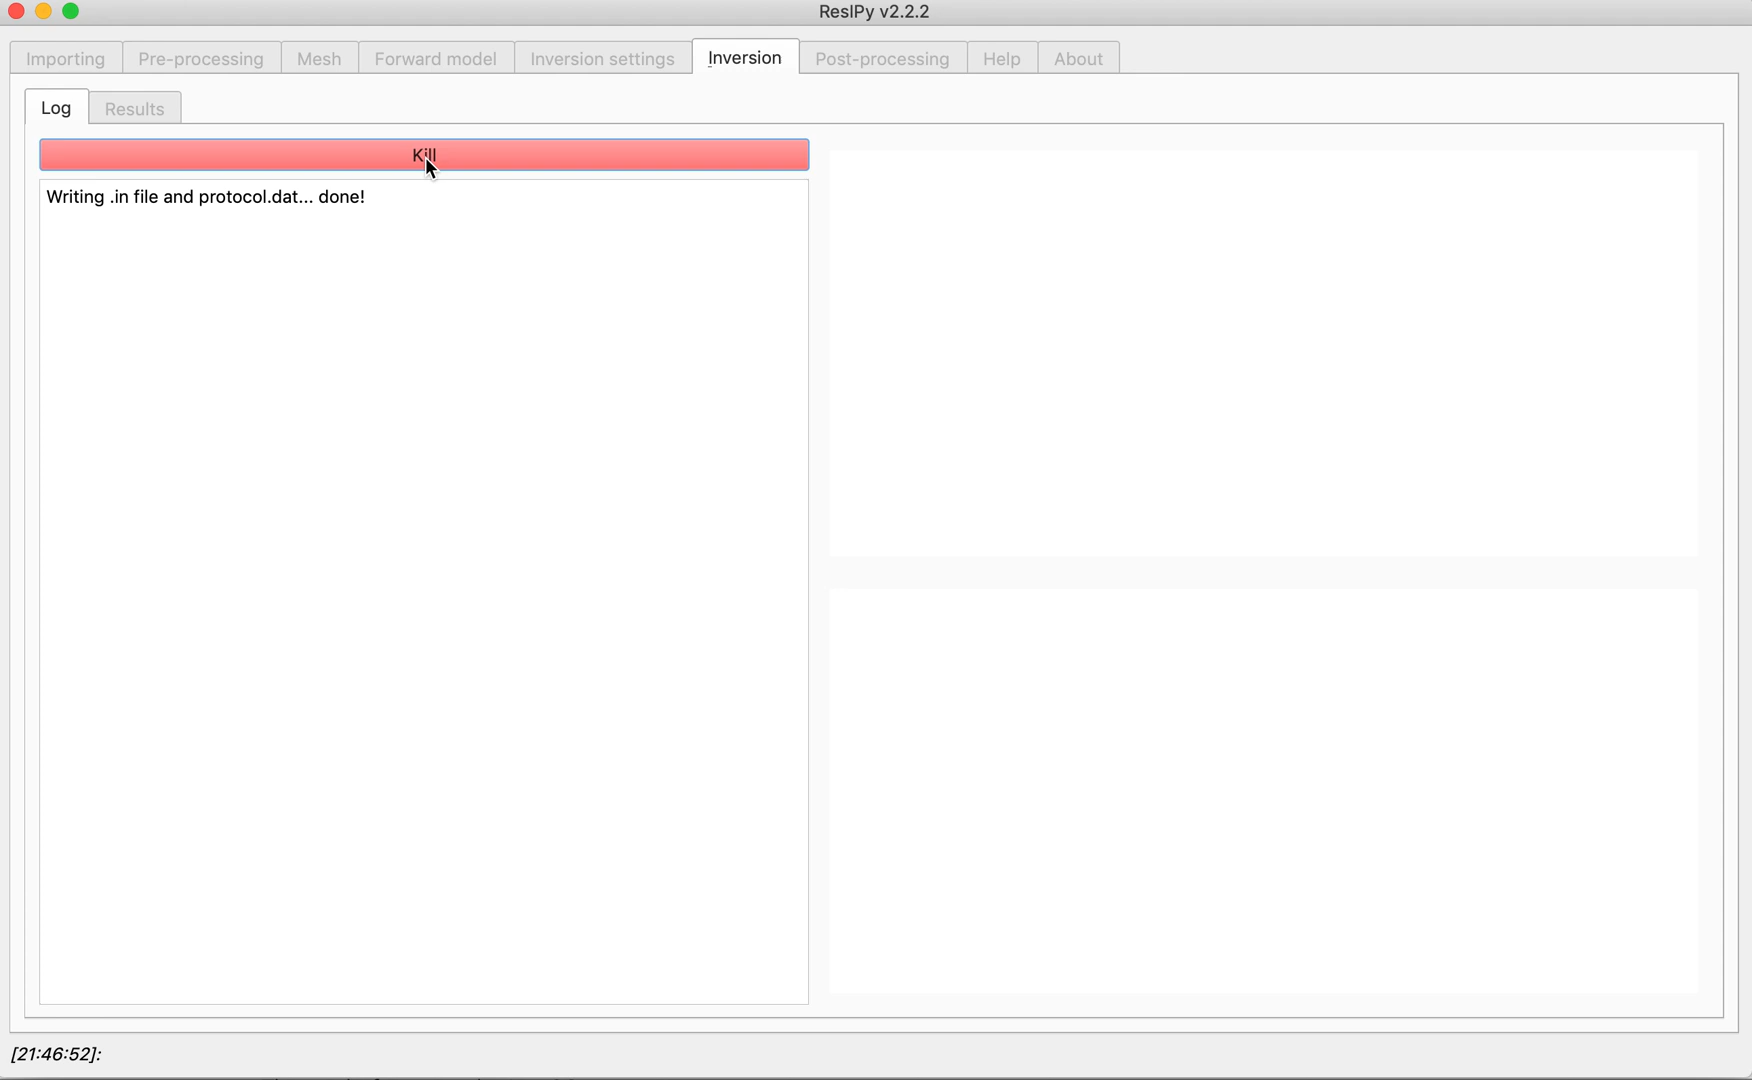 ResIPy v2.2.2
Importing Pre-processing Mesh Forward model Inversion settings Inversion Post-processing Help About
Log Results
Kill
Writing .in file and protocol.dat... done!
[21:46:52]: